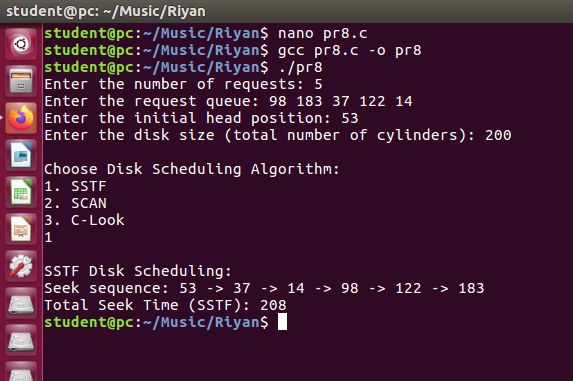 student@pc: ~/Music/Riyan
student@pc:~/Music/Riyan$ nano pr8.c
student@pc:~/Music/Riyan$ gcc pr8.c -o pr8
student@pc:~/Music/Riyan$ ./pr8
Enter the number of requests: 5
Enter the request queue: 98 183 37 122 14
Enter the initial head position: 53
Enter the disk size (total number of cylinders): 200

Choose Disk Scheduling Algorithm:
1. SSTF
2. SCAN
3. C-Look
1

SSTF Disk Scheduling:
Seek sequence: 53 -> 37 -> 14 -> 98 -> 122 -> 183
Total Seek Time (SSTF): 208
student@pc:~/Music/Riyan$